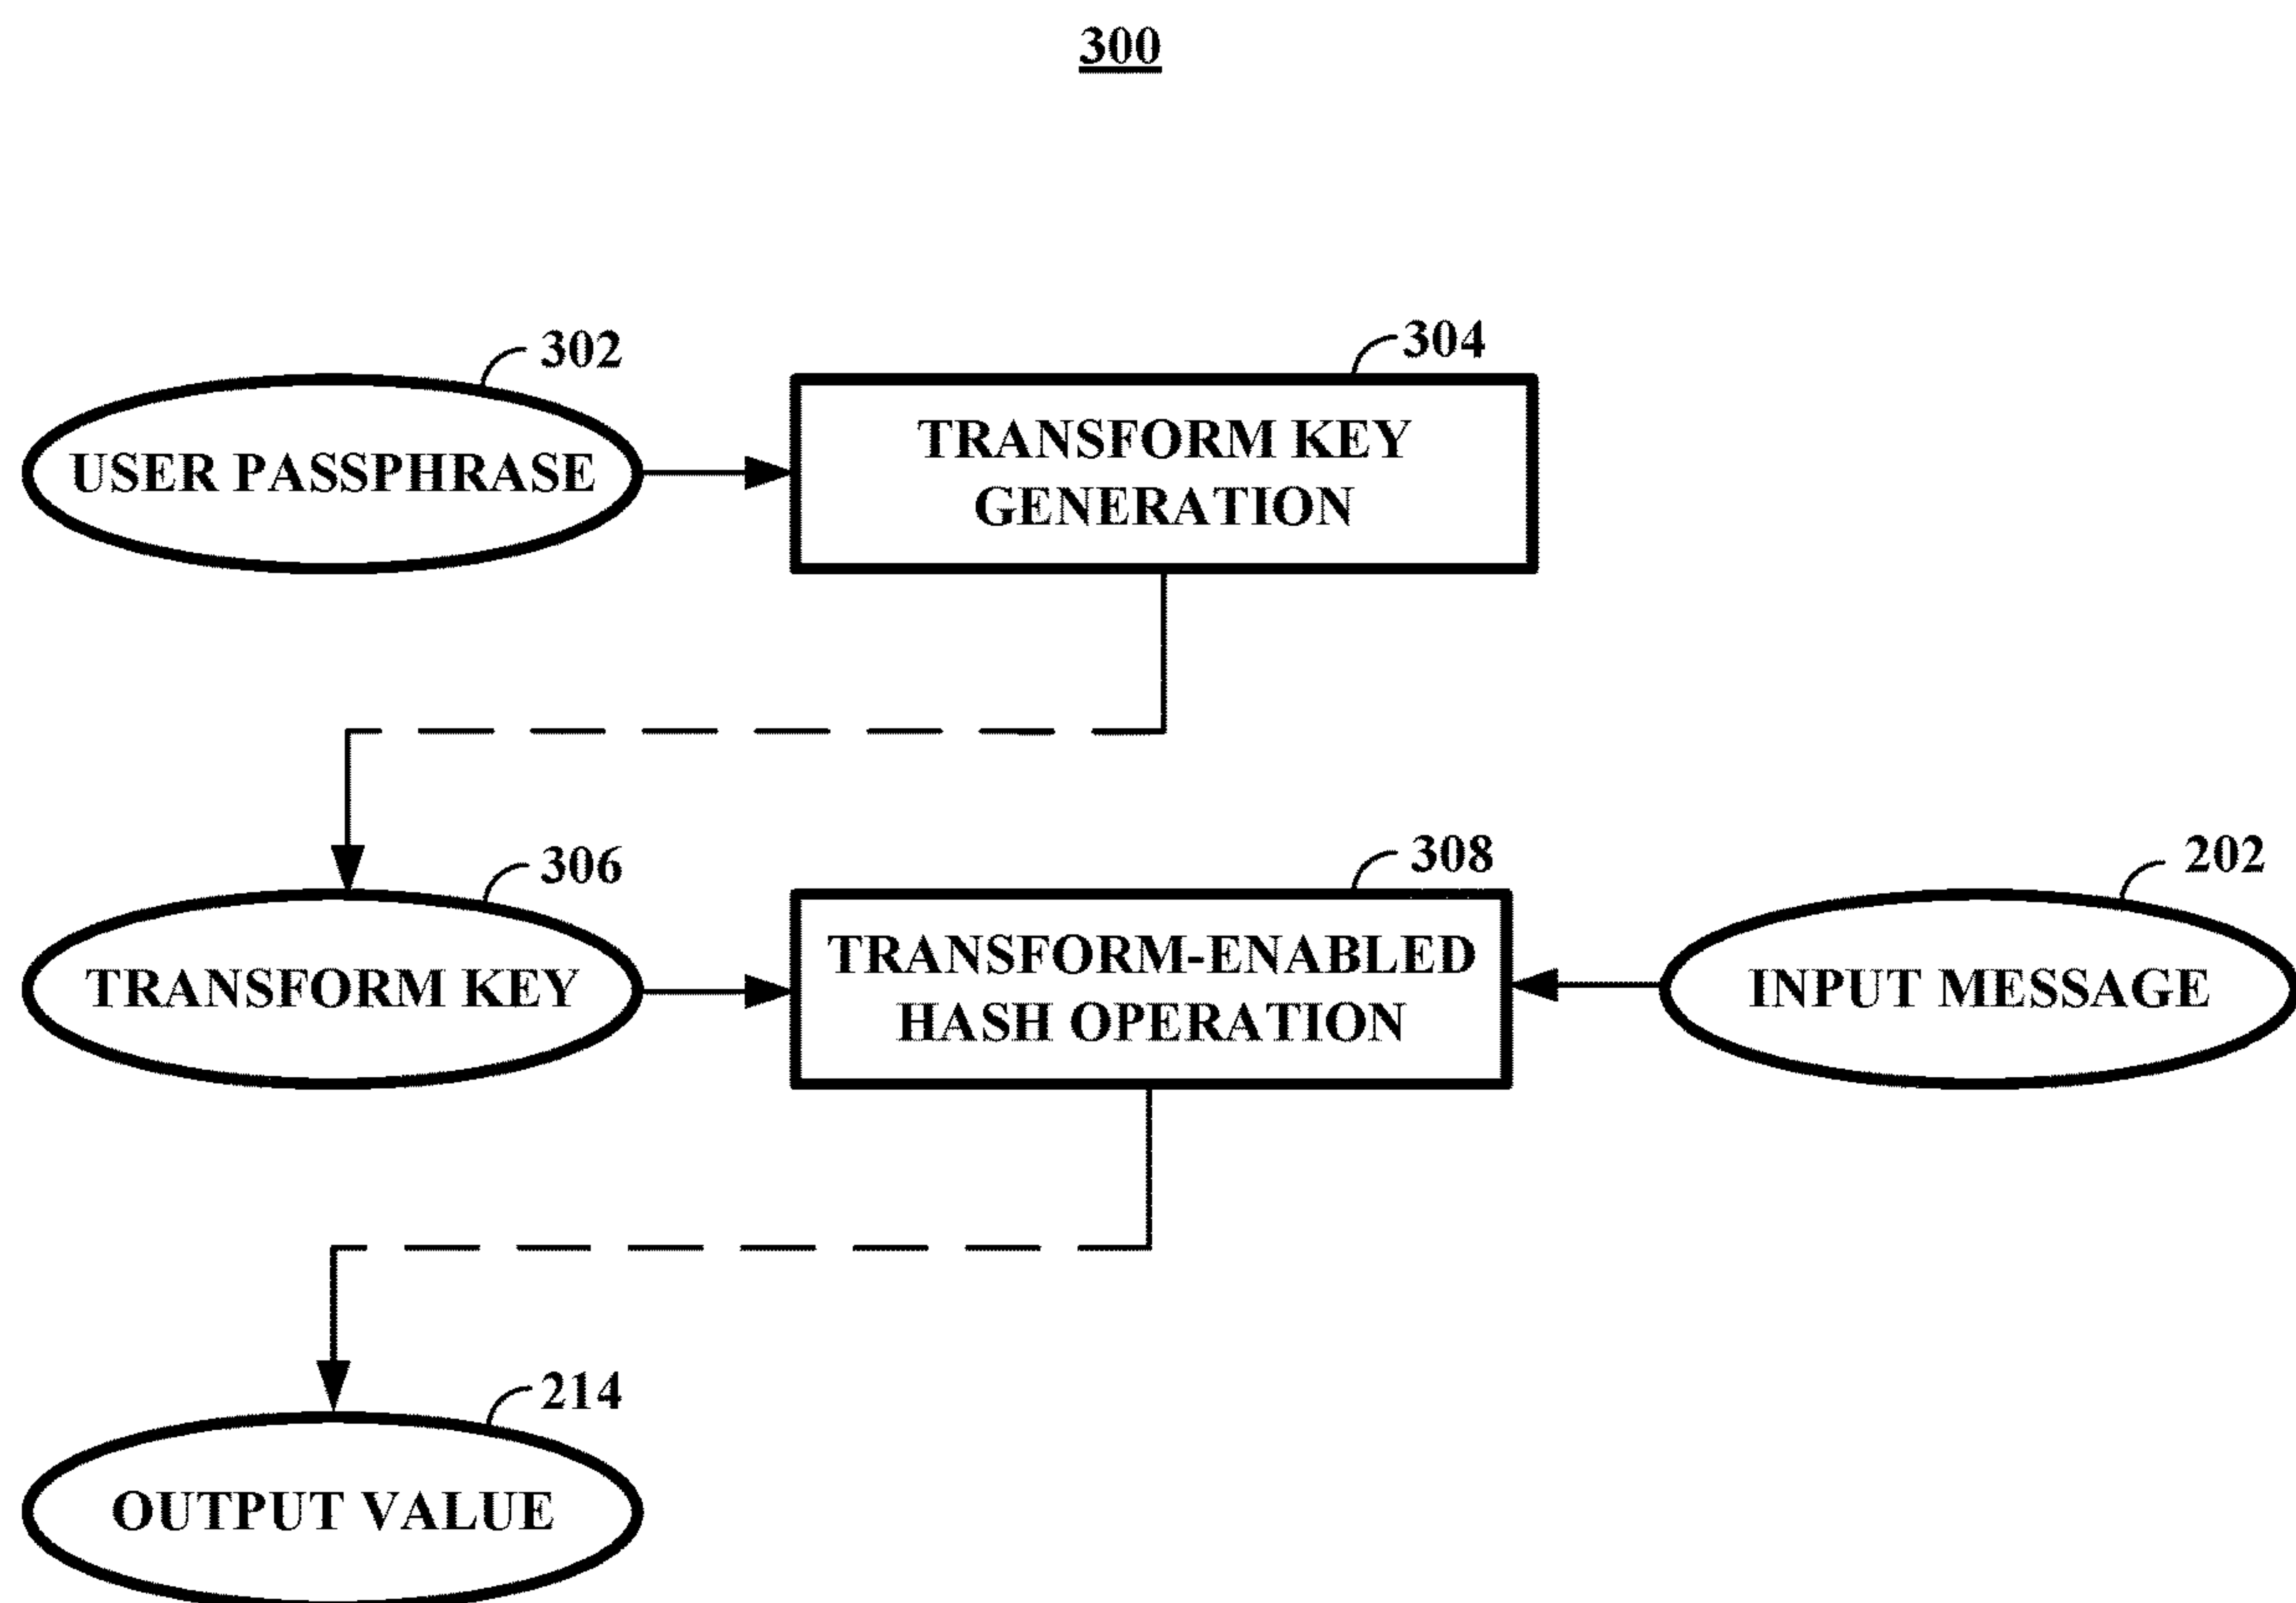 300
302
304
USER PASSPHRASE
TRANSFORM KEY
GENERATION
306
308
202
TRANSFORM KEY
TRANSFORM-ENABLED
HASH OPERATION
INPUT MESSAGE
214
OUTPUT VALUE